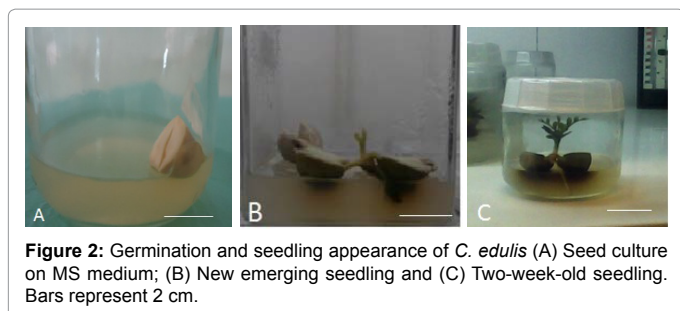 A
B
C
Figure 2: Germination and seedling appearance of C. edulis (A) Seed culture
on MS medium; (B) New emerging seedling and (C) Two-week-old seedling.
Bars represent 2 cm.